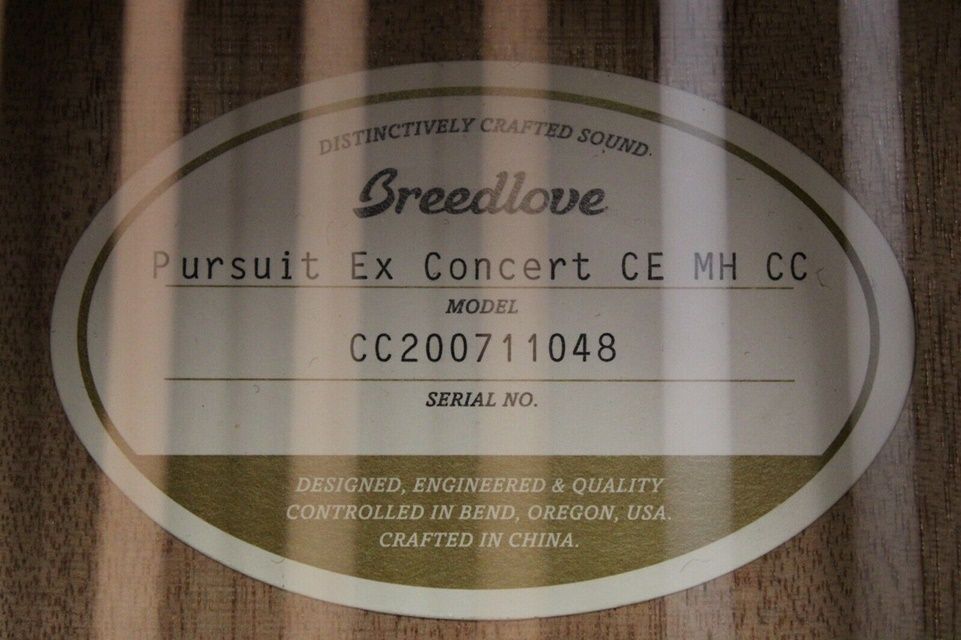 DISTINCTIVELY CRAFTED SOUND.
Breedlove
Pursuit Ex Concert CE MH CC
MODEL
CC200711048
SERIAL NO.
DESIGNED, ENGINEERED & QUALITY
CONTROLLED IN BEND, OREGON, USA.
CRAFTED IN CHINA.